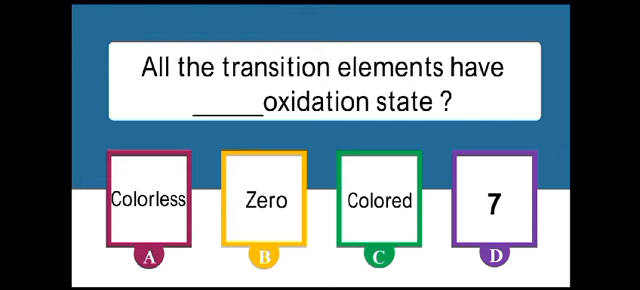 All the transition elements have
_____oxidation state ?
Colorless
Zero
Colored
7
A
B
C
D